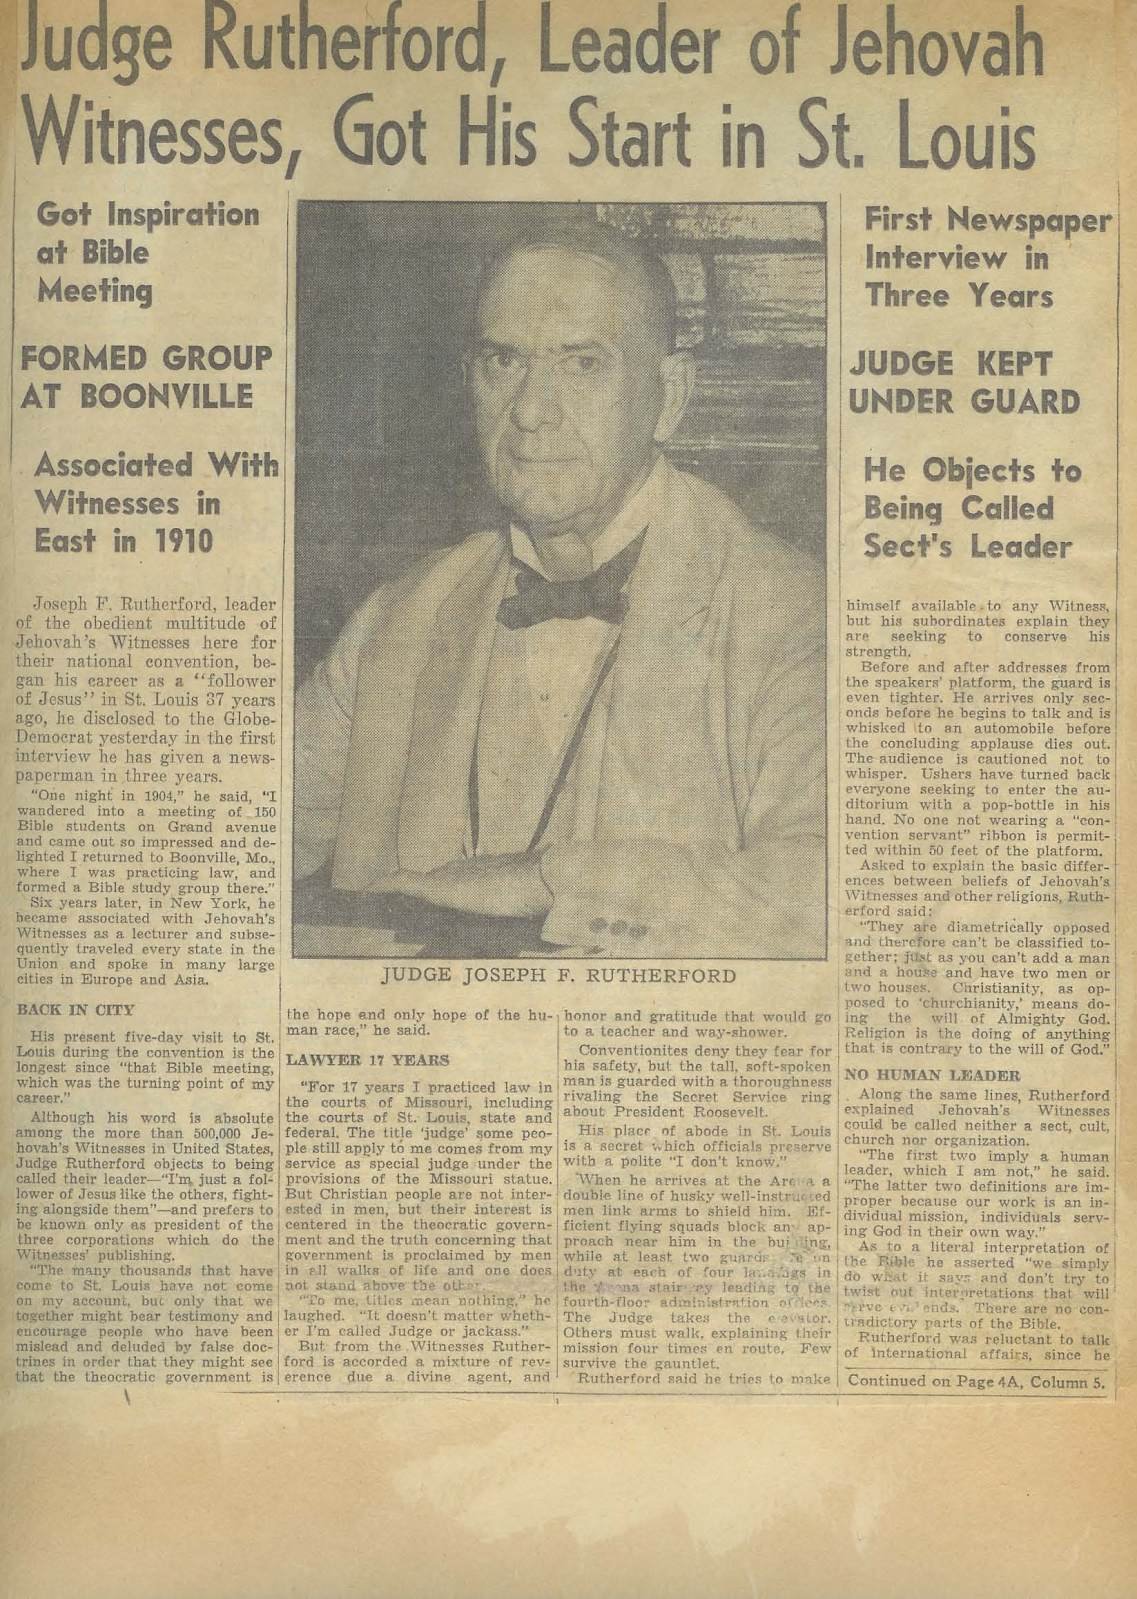 Judge Rutherford, Leader of Jehovah
Witnesses, Got His Start in St. Louis
Got Inspiration
at Bible
Meeting
FORMED GROUP
AT BOONVILLE
Associated With
Witnesses in
East in 1910
First Newspaper
Interview in
Three Years
JUDGE KEPT
UNDER GUARD
He Objects to
Being Called
Sect's Leader
JUDGE JOSEPH F. RUTHERFORD
Joseph F. Rutherford, leader
of the obedient multitude of
Jehovah's Witnesses here for
their national convention, be-
gan his career as a "follower
of Jesus" in St. Louis 37 years
ago, he disclosed to the Globe-
Democrat yesterday in the first
interview he has given a news-
paperman in three years.
"One night in 1904," he said, "I
wandered into a meeting of 150
Bible students on Grand avenue
and came out so impressed and de-
lighted I returned to Boonville, Mo.,
where I was practicing law, and
formed a Bible study group there."
Six years later, in New York, he
became associated with Jehovah's
Witnesses as a lecturer and subse-
quently traveled every state in the
Union and spoke in many large
cities in Europe and Asia.
BACK IN CITY
His present five-day visit to St.
Louis during the convention is the
longest since "that Bible meeting,
which was the turning point of my
career."
Although his word is absolute
among the more than 500,000 Je-
hovah's Witnesses in United States,
Judge Rutherford objects to being
called their leader—"I'm just a fol-
lower of Jesus like the others, fight-
ing alongside them"—and prefers to
be known only as president of the
three corporations which do the
Witnesses' publishing.
"The many thousands that have
come to St. Louis have not come
on my account, but only that we
together might bear testimony and
encourage people who have been
mislead and deluded by false doc-
trines in order that they might see
that the theocratic government is
the hope and only hope of the hu-
man race," he said.
LAWYER 17 YEARS
"For 17 years I practiced law in
the courts of Missouri, including
the courts of St. Louis, state and
federal. The title 'judge' some peo-
ple still apply to me comes from my
service as special judge under the
provisions of the Missouri statue.
But Christian people are not inter-
ested in men, but their interest is
centered in the theocratic govern-
ment and the truth concerning that
government is proclaimed by men
in all walks of life and one does
not stand above the other.
"To me, titles mean nothing," he
laughed. "It doesn't matter wheth-
er I'm called Judge or jackass."
But from the Witnesses Ruther-
ford is accorded a mixture of rev-
erence due a divine agent, and
honor and gratitude that would go
to a teacher and way-shower.
Conventionites deny they fear for
his safety, but the tall, soft-spoken
man is guarded with a thoroughness
rivaling the Secret Service ring
about President Roosevelt.
His place of abode in St. Louis
is a secret which officials preserve
with a polite "I don't know."
When he arrives at the Arena a
double line of husky well-instructed
men link arms to shield him. Ef-
ficient flying squads block any ap-
proach near him in the building,
while at least two guards are on
duty at each of four landings in
the Arena stairway leading to the
fourth-floor administration offices.
The Judge takes the elevator.
Others must walk, explaining their
mission four times en route. Few
survive the gauntlet.
Rutherford said he tries to make
himself available to any Witness,
but his subordinates explain they
are seeking to conserve his
strength.
Before and after addresses from
the speakers' platform, the guard is
even tighter. He arrives only sec-
onds before he begins to talk and is
whisked to an automobile before
the concluding applause dies out.
The audience is cautioned not to
whisper. Ushers have turned back
everyone seeking to enter the au-
ditorium with a pop-bottle in his
hand. No one not wearing a "con-
vention servant" ribbon is permit-
ted within 50 feet of the platform.
Asked to explain the basic differ-
ences between beliefs of Jehovah's
Witnesses and other religions, Ruth-
erford said:
"They are diametrically opposed
and therefore can't be classified to-
gether; just as you can't add a man
and a house and have two men or
two houses. Christianity, as op-
posed to 'churchianity,' means do-
ing the will of Almighty God.
Religion is the doing of anything
that is contrary to the will of God."
NO HUMAN LEADER
Along the same lines, Rutherford
explained Jehovah's Witnesses
could be called neither a sect, cult,
church nor organization.
"The first two imply a human
leader, which I am not," he said.
"The latter two definitions are im-
proper because our work is an in-
dividual mission, individuals serv-
ing God in their own way."
As to a literal interpretation of
the Bible he asserted "we simply
do what it says and don't try to
twist out interpretations that will
serve ends. There are no con-
tradictory parts of the Bible.
Rutherford was reluctant to talk
of international affairs, since he
Continued on Page 4A, Column 5.